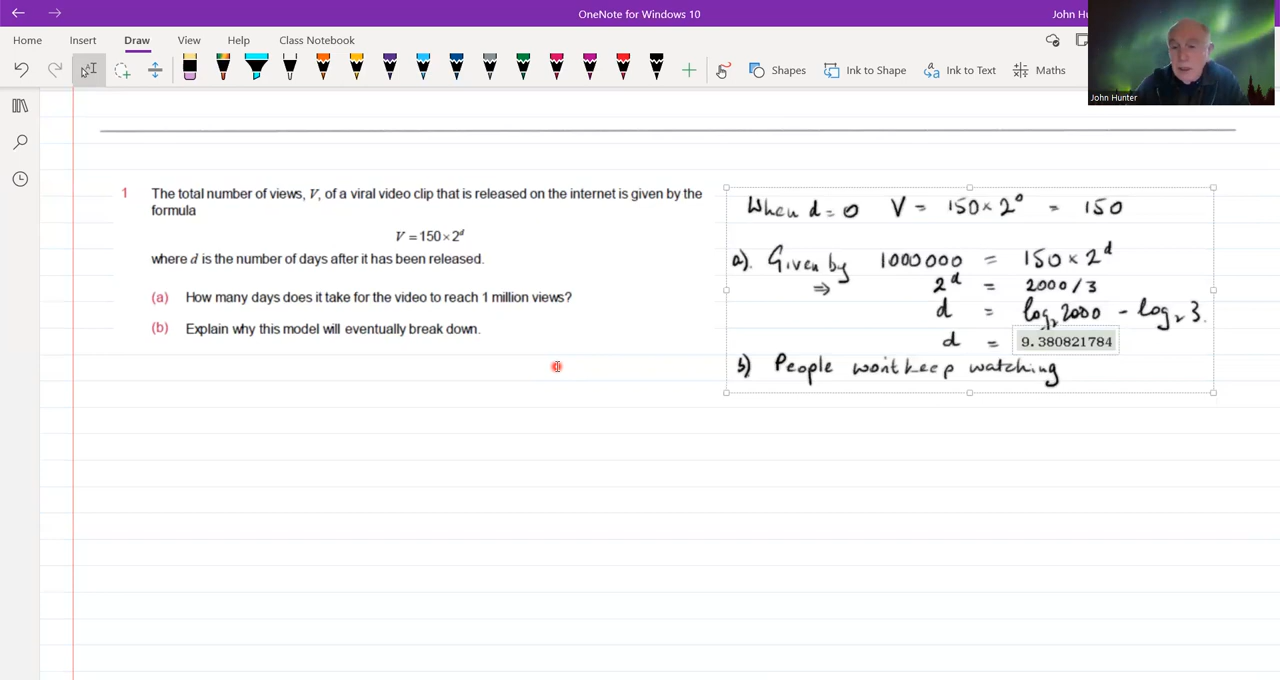 OneNote for Windows 10
John Hu
Home Insert Draw View Help Class Notebook
Shapes Ink to Shape Ink to Text Maths
John Hunter
1 The total number of views, V, of a viral video clip that is released on the internet is given by the
formula
V = 150 × 2^d
where d is the number of days after it has been released.
(a) How many days does it take for the video to reach 1 million views?
(b) Explain why this model will eventually break down.
When d = 0 V = 150 × 2^0 = 150
a). Given by 1000000 = 150 × 2^d
⇒ 2^d = 2000/3
d = log₂ 2000 - log₂ 3.
d = 9.380821784
b) People won't keep watching